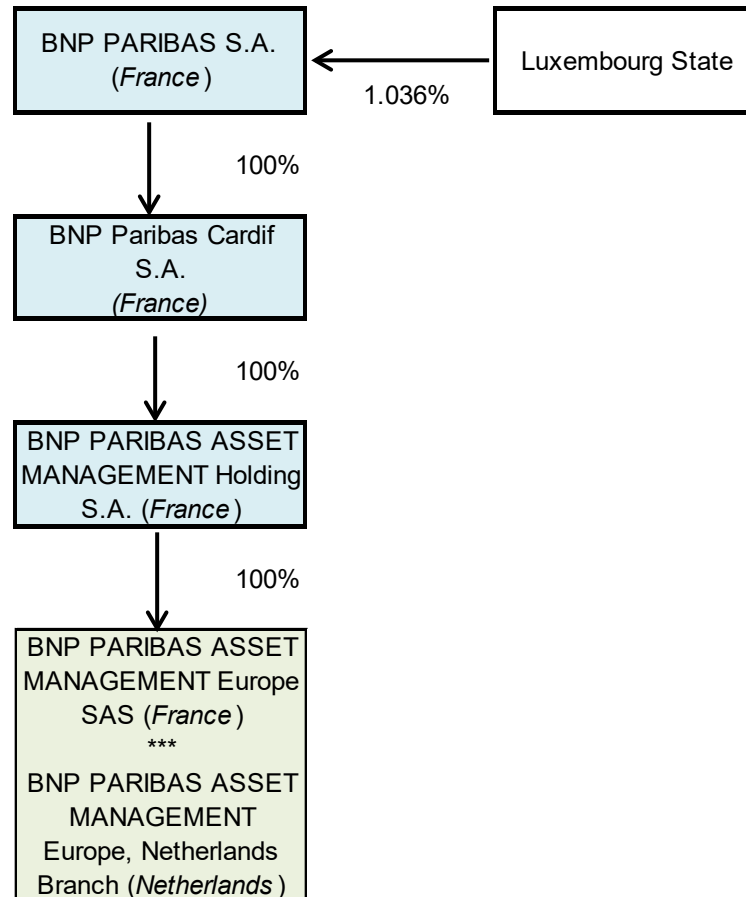 BNP PARIBAS S.A.
(France)
Luxembourg State
1.036%
100%
BNP Paribas Cardif
S.A.
(France)
100%
BNP PARIBAS ASSET
MANAGEMENT Holding
S.A. (France)
100%
BNP PARIBAS ASSET
MANAGEMENT Europe
SAS (France)
***
BNP PARIBAS ASSET
MANAGEMENT
Europe, Netherlands
Branch (Netherlands)